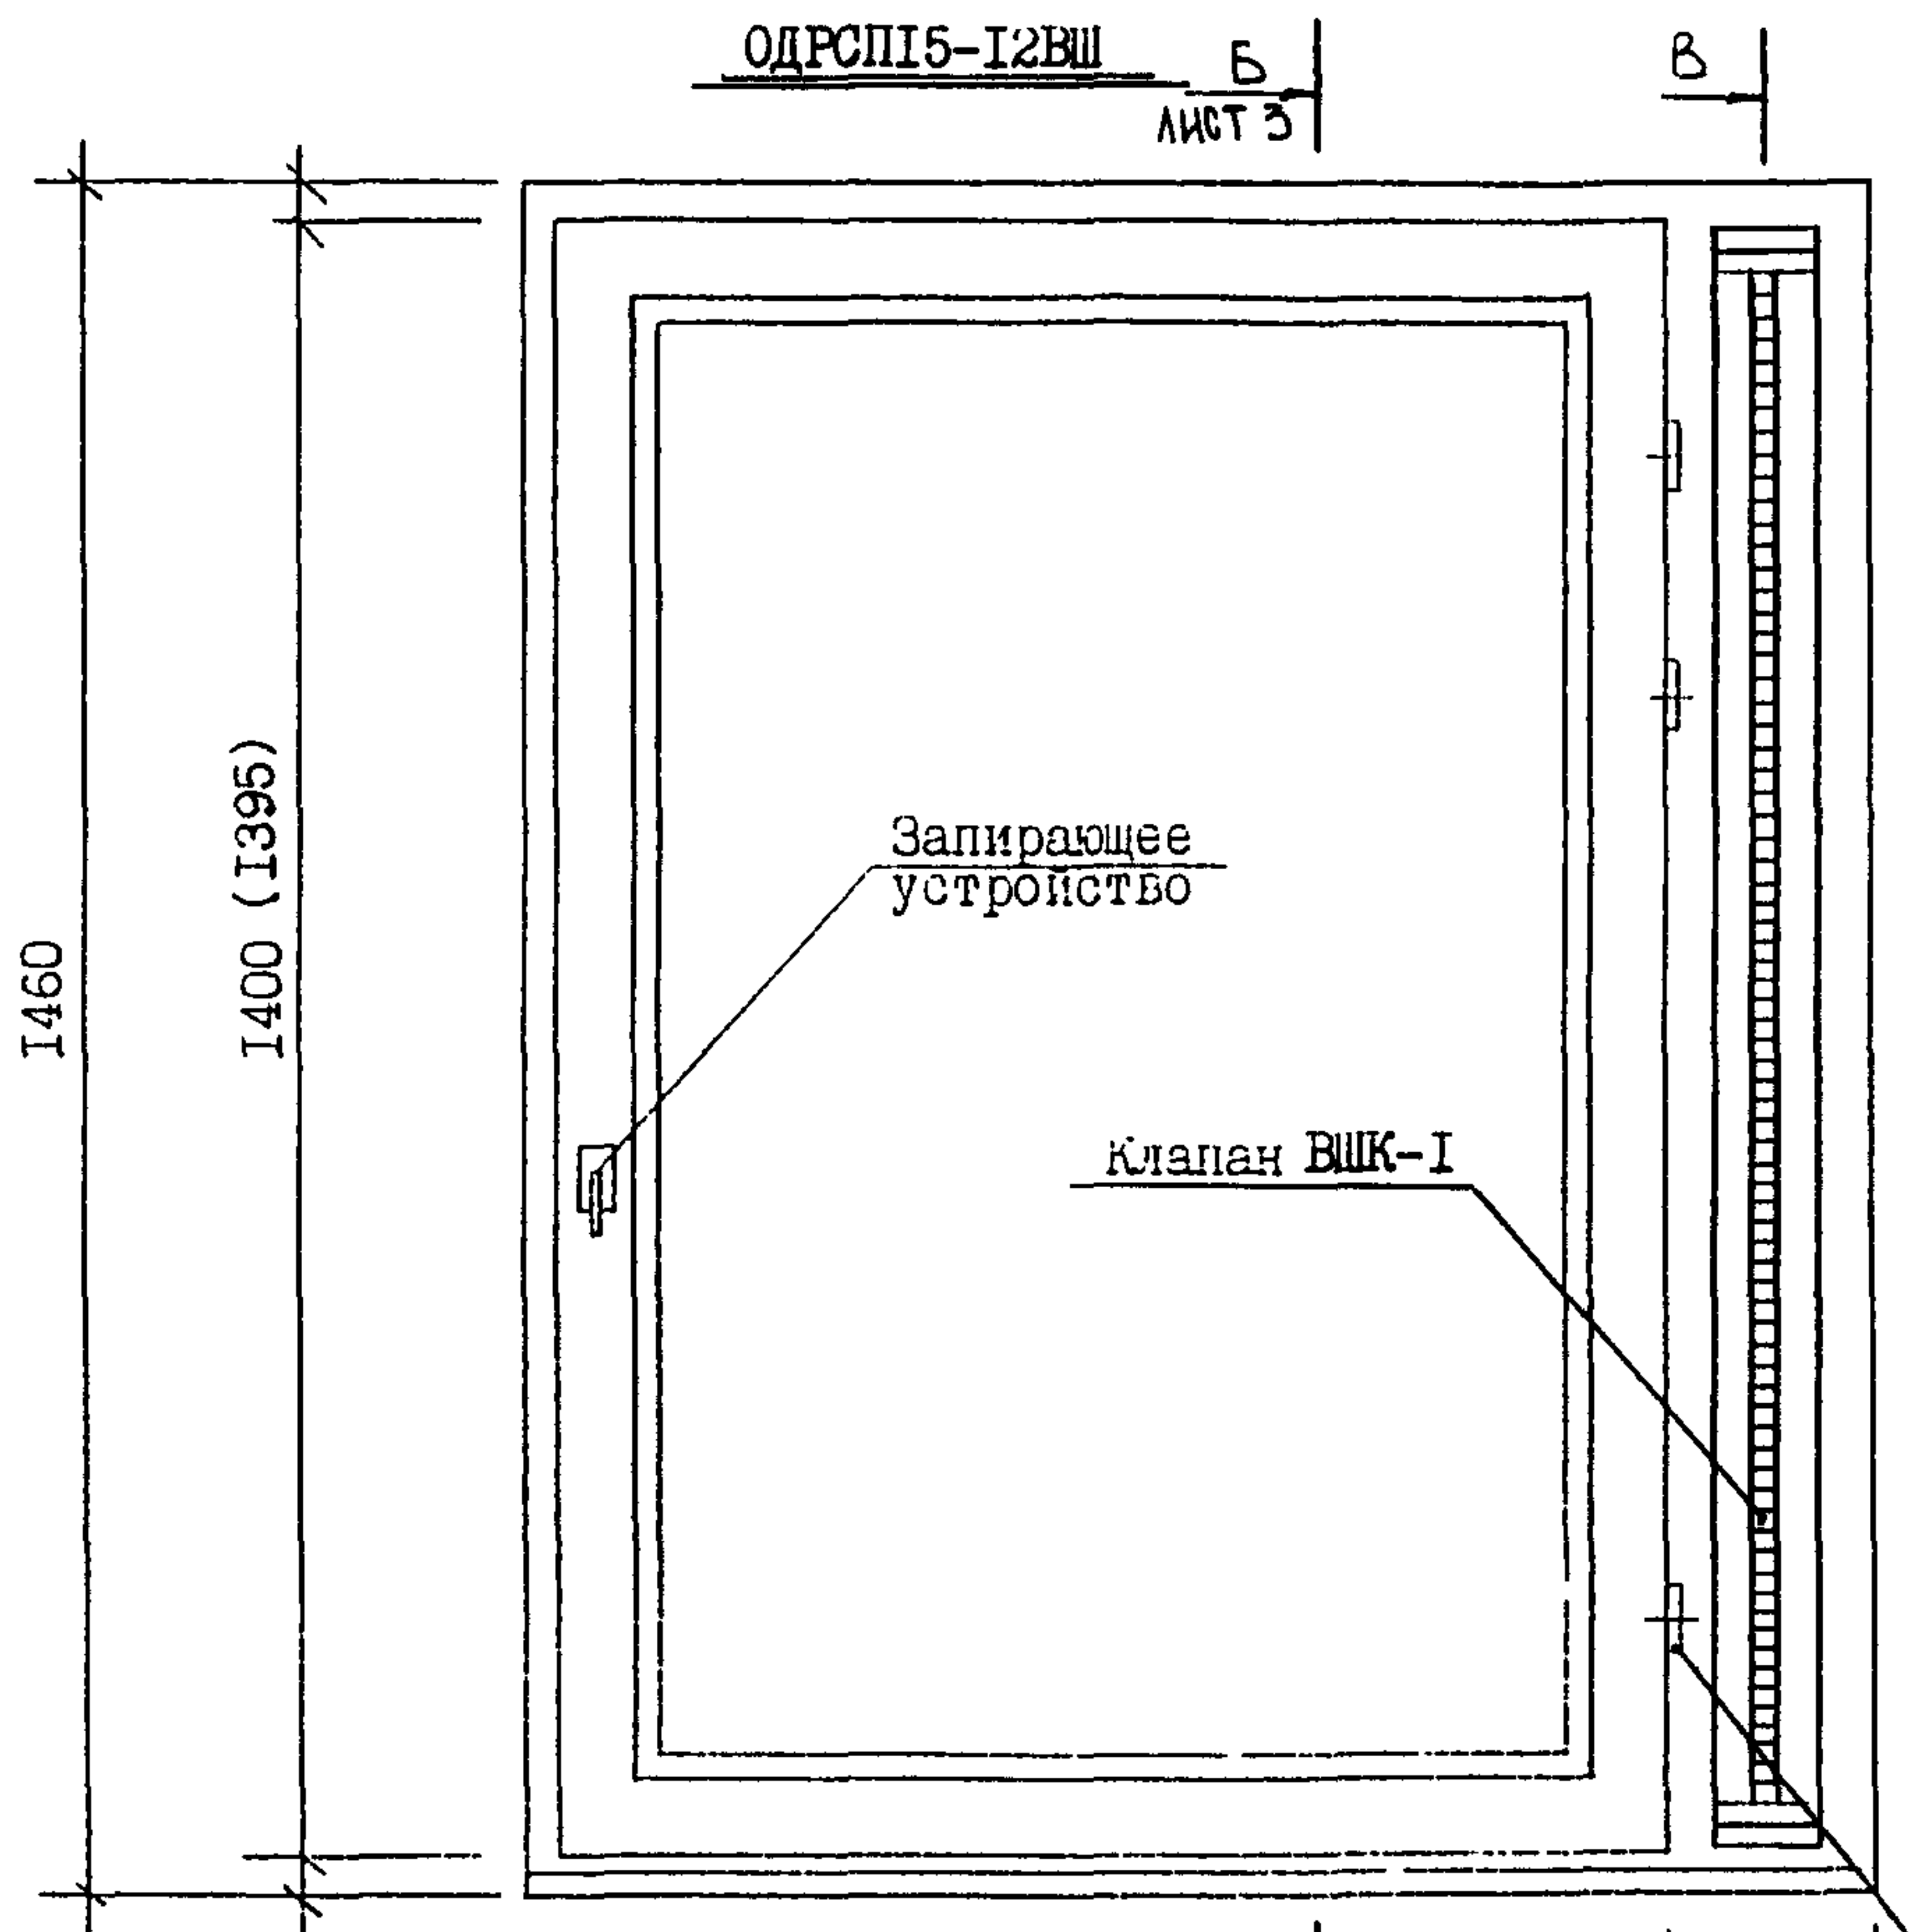 ОДРСП15-12ВШ
Б
лист 3
В
1460
1400 (1395)
Запирающее
устройство
Клапан ВШК-1